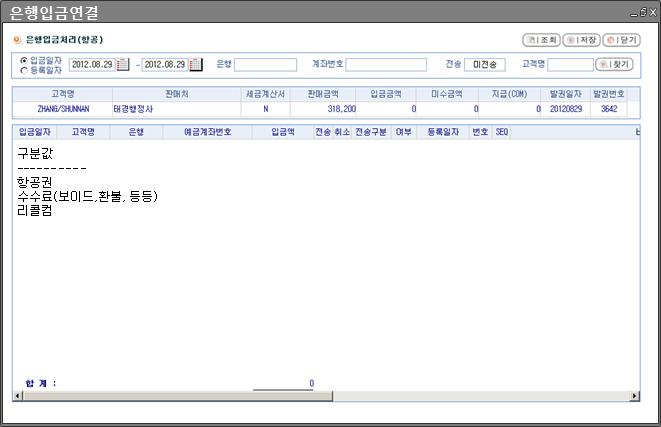 은행입금연결
은행입금처리(항공)
조회 저장 닫기
입금일자 2012.08.29 ~ 2012.08.29 은행 계좌번호 전송 미전송 고객명 찾기
등록일자
고객명 판매처 세금계산서 판매금액 입금금액 미수금액 지급(COM) 발권일자 발권번호
ZHANG/SHUNNAN 태경행정사 N 318,200 0 0 0 20120829 3642
입금일자 고객명 은행 예금계좌번호 입금액 전송 취소 전송구분 여부 등록일자 번호 SEQ
구분값
----------
항공권
수수료(보이드,환불, 등등)
리콜컴
합 계 : 0